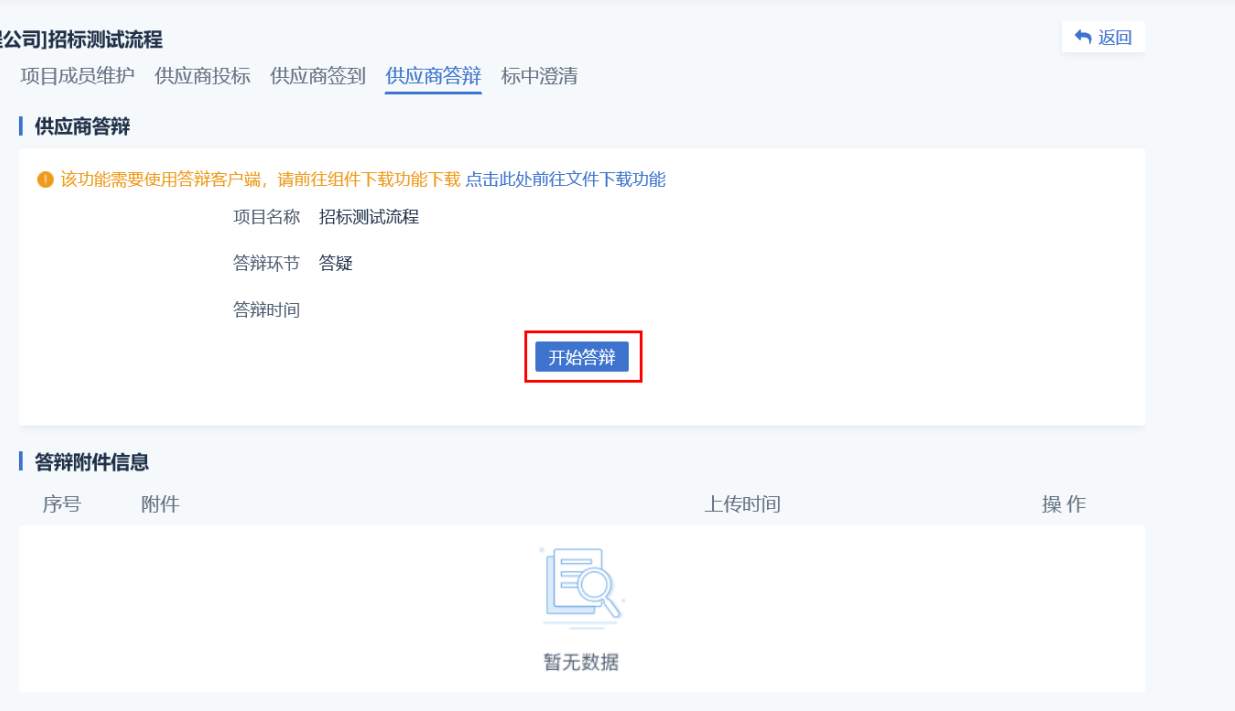 公司]招标测试流程
返回
项目成员维护 供应商投标 供应商签到 供应商答辩 标中澄清
供应商答辩
该功能需要使用答辩客户端，请前往组件下载功能下载 点击此处前往文件下载功能
项目名称 招标测试流程
答辩环节 答疑
答辩时间
开始答辩
答辩附件信息
序号 附件 上传时间 操 作
暂无数据